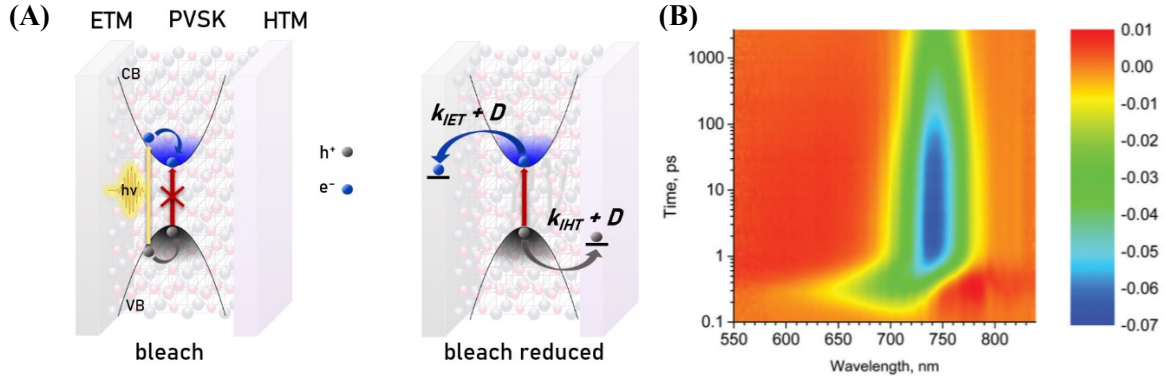 (A)
ETM PVSK HTM
CB
hν
VB
bleach
h⁺
e⁻
k_IET + D
k_IHT + D
bleach reduced
(B)
Time, ps
1000
100
10
1
0.1
550 600 650 700 750 800
Wavelength, nm
0.01
0.00
-0.01
-0.02
-0.03
-0.04
-0.05
-0.06
-0.07